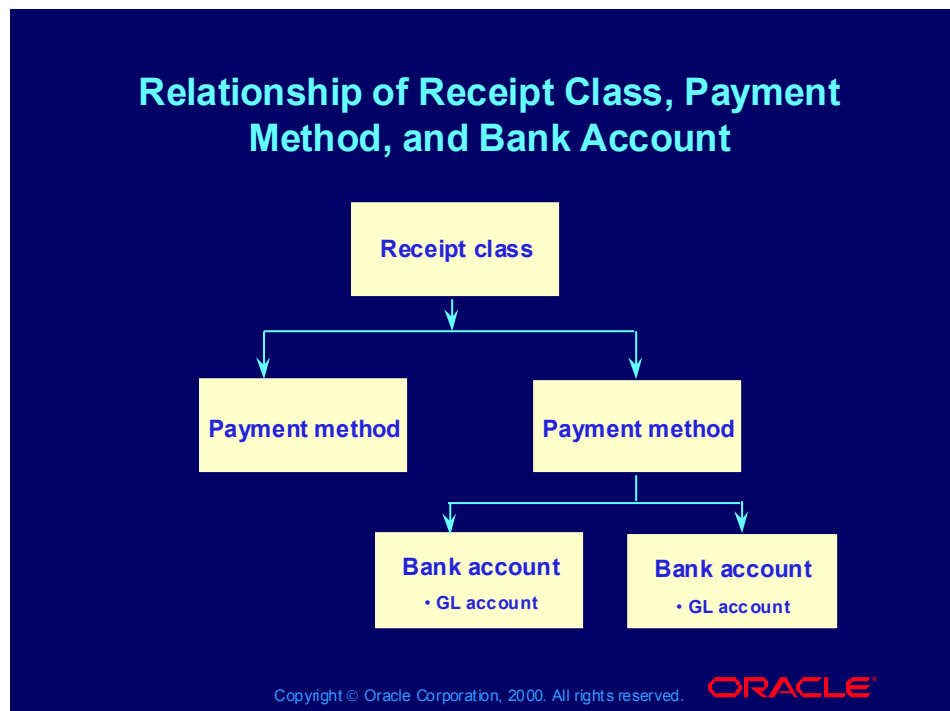 Relationship of Receipt Class, Payment
Method, and Bank Account
Receipt class
Payment method
Payment method
Bank account
• GL account
Bank account
• GL account
Copyright © Oracle Corporation, 2000. All rights reserved.
ORACLE®